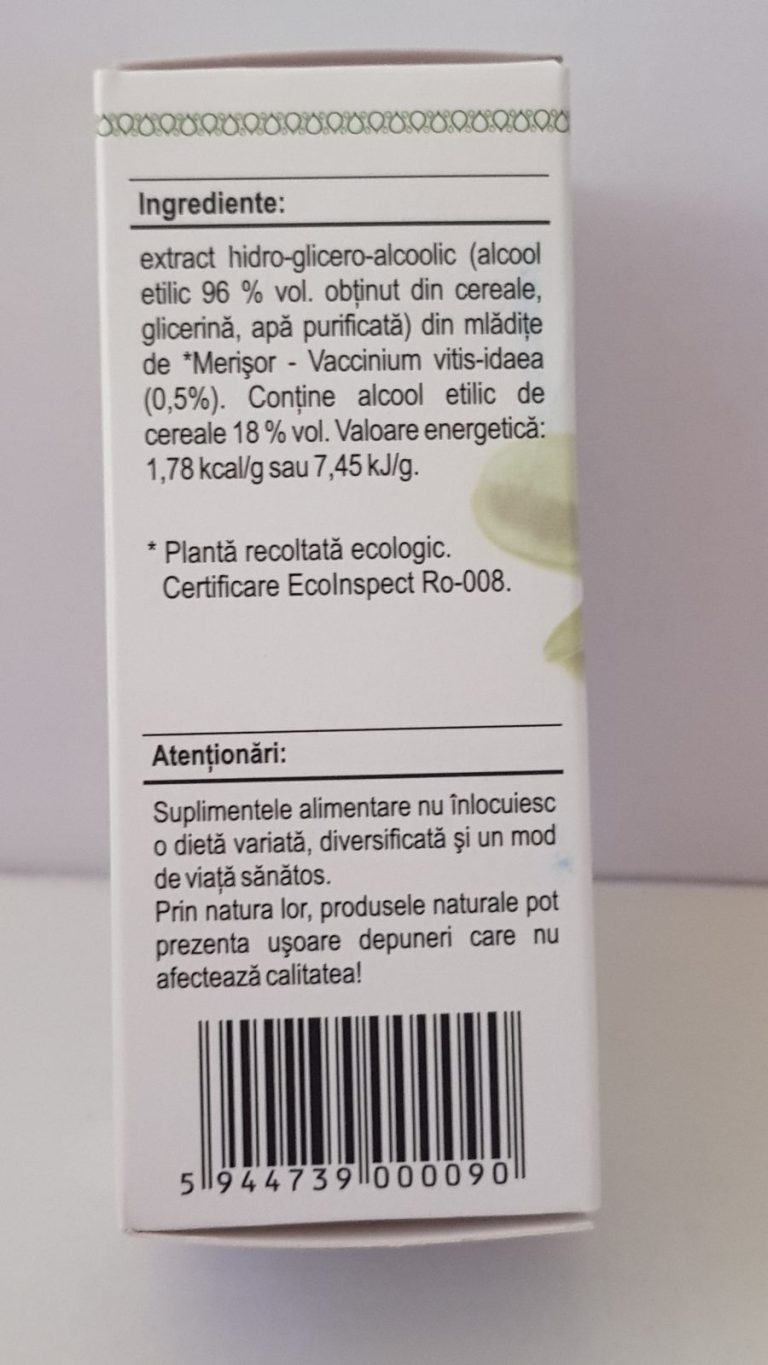 Ingrediente:
extract hidro-glicero-alcoolic (alcool
etilic 96 % vol. obținut din cereale,
glicerină, apă purificată) din mlădițe
de *Merişor - Vaccinium vitis-idaea
(0,5%). Conține alcool etilic de
cereale 18 % vol. Valoare energetică:
1,78 kcal/g sau 7,45 kJ/g.
* Plantă recoltată ecologic.
Certificare EcoInspect Ro-008.
Atenționări:
Suplimentele alimentare nu înlocuiesc
o dietă variată, diversificată şi un mod
de viață sănătos.
Prin natura lor, produsele naturale pot
prezenta uşoare depuneri care nu
afectează calitatea!
5 944739 000090